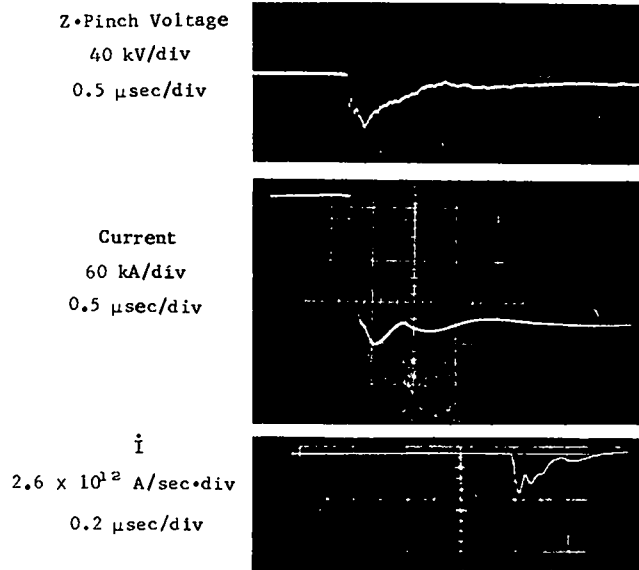 Z•Pinch Voltage
40 kV/div
0.5 μsec/div
Current
60 kA/div
0.5 μsec/div
İ
2.6 x 10¹² A/sec•div
0.2 μsec/div